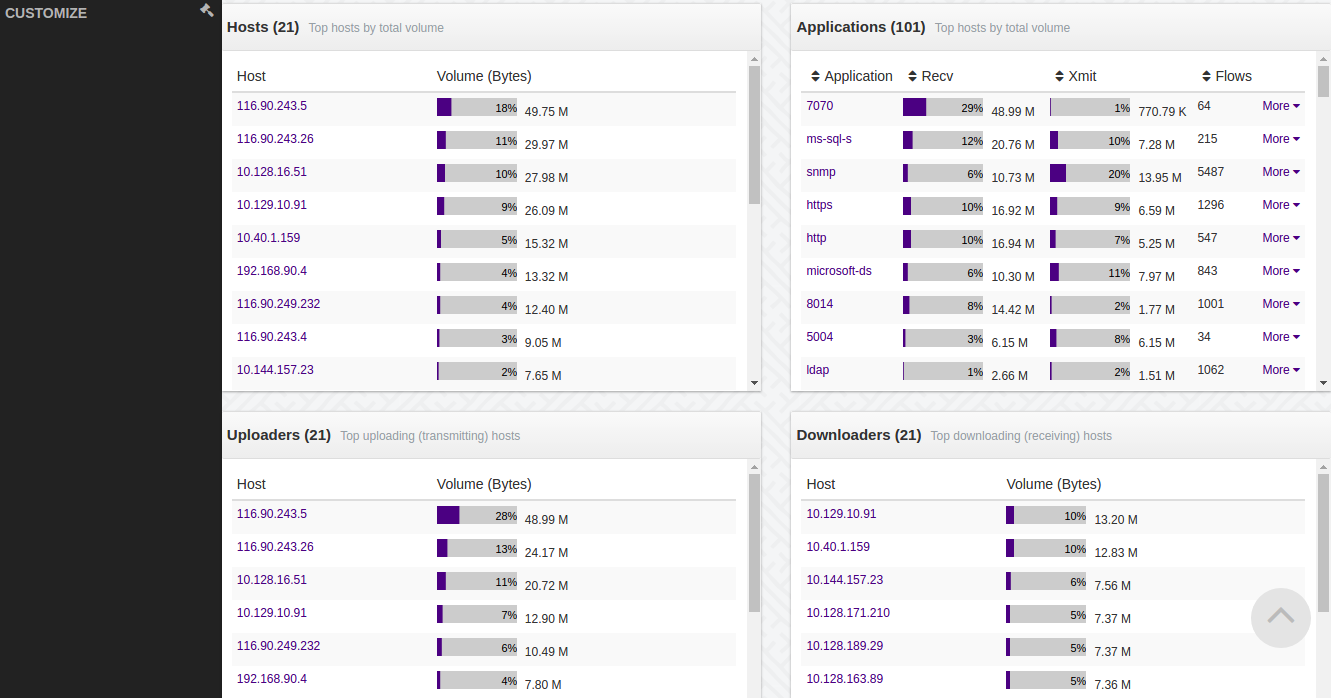 CUSTOMIZE
Hosts (21) Top hosts by total volume
Host Volume (Bytes)
116.90.243.5 18% 49.75 M
116.90.243.26 11% 29.97 M
10.128.16.51 10% 27.98 M
10.129.10.91 9% 26.09 M
10.40.1.159 5% 15.32 M
192.168.90.4 4% 13.32 M
116.90.249.232 4% 12.40 M
116.90.243.4 3% 9.05 M
10.144.157.23 2% 7.65 M
Applications (101) Top hosts by total volume
Application Recv Xmit Flows
7070 29% 48.99 M 1% 770.79 K 64 More
ms-sql-s 12% 20.76 M 10% 7.28 M 215 More
snmp 6% 10.73 M 20% 13.95 M 5487 More
https 10% 16.92 M 9% 6.59 M 1296 More
http 10% 16.94 M 7% 5.25 M 547 More
microsoft-ds 6% 10.30 M 11% 7.97 M 843 More
8014 8% 14.42 M 2% 1.77 M 1001 More
5004 3% 6.15 M 8% 6.15 M 34 More
ldap 1% 2.66 M 2% 1.51 M 1062 More
Uploaders (21) Top uploading (transmitting) hosts
Host Volume (Bytes)
116.90.243.5 28% 48.99 M
116.90.243.26 13% 24.17 M
10.128.16.51 11% 20.72 M
10.129.10.91 7% 12.90 M
116.90.249.232 6% 10.49 M
192.168.90.4 4% 7.80 M
Downloaders (21) Top downloading (receiving) hosts
Host Volume (Bytes)
10.129.10.91 10% 13.20 M
10.40.1.159 10% 12.83 M
10.144.157.23 6% 7.56 M
10.128.171.210 5% 7.37 M
10.128.189.29 5% 7.37 M
10.128.163.89 5% 7.36 M